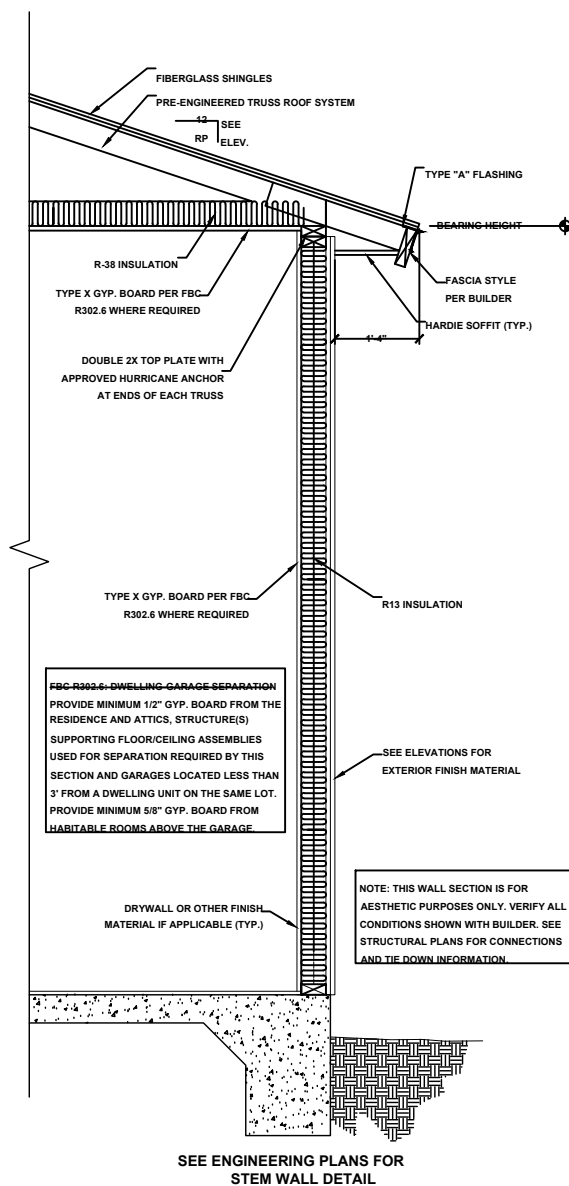 FIBERGLASS SHINGLES
PRE-ENGINEERED TRUSS ROOF SYSTEM
12
SEE
RP
ELEV.
TYPE "A" FLASHING
BEARING HEIGHT
R-38 INSULATION
FASCIA STYLE
PER BUILDER
TYPE X GYP. BOARD PER FBC
R302.6 WHERE REQUIRED
HARDIE SOFFIT (TYP.)
1'-4"
DOUBLE 2X TOP PLATE WITH
APPROVED HURRICANE ANCHOR
AT ENDS OF EACH TRUSS
TYPE X GYP. BOARD PER FBC
R302.6 WHERE REQUIRED
R13 INSULATION
FBC R302.6: DWELLING GARAGE SEPARATION
PROVIDE MINIMUM 1/2" GYP. BOARD FROM THE
RESIDENCE AND ATTICS, STRUCTURE(S)
SUPPORTING FLOOR/CEILING ASSEMBLIES
USED FOR SEPARATION REQUIRED BY THIS
SECTION AND GARAGES LOCATED LESS THAN
3' FROM A DWELLING UNIT ON THE SAME LOT.
PROVIDE MINIMUM 5/8" GYP. BOARD FROM
HABITABLE ROOMS ABOVE THE GARAGE.
SEE ELEVATIONS FOR
EXTERIOR FINISH MATERIAL
DRYWALL OR OTHER FINISH
MATERIAL IF APPLICABLE (TYP.)
NOTE: THIS WALL SECTION IS FOR
AESTHETIC PURPOSES ONLY. VERIFY ALL
CONDITIONS SHOWN WITH BUILDER. SEE
STRUCTURAL PLANS FOR CONNECTIONS
AND TIE DOWN INFORMATION.
SEE ENGINEERING PLANS FOR
STEM WALL DETAIL